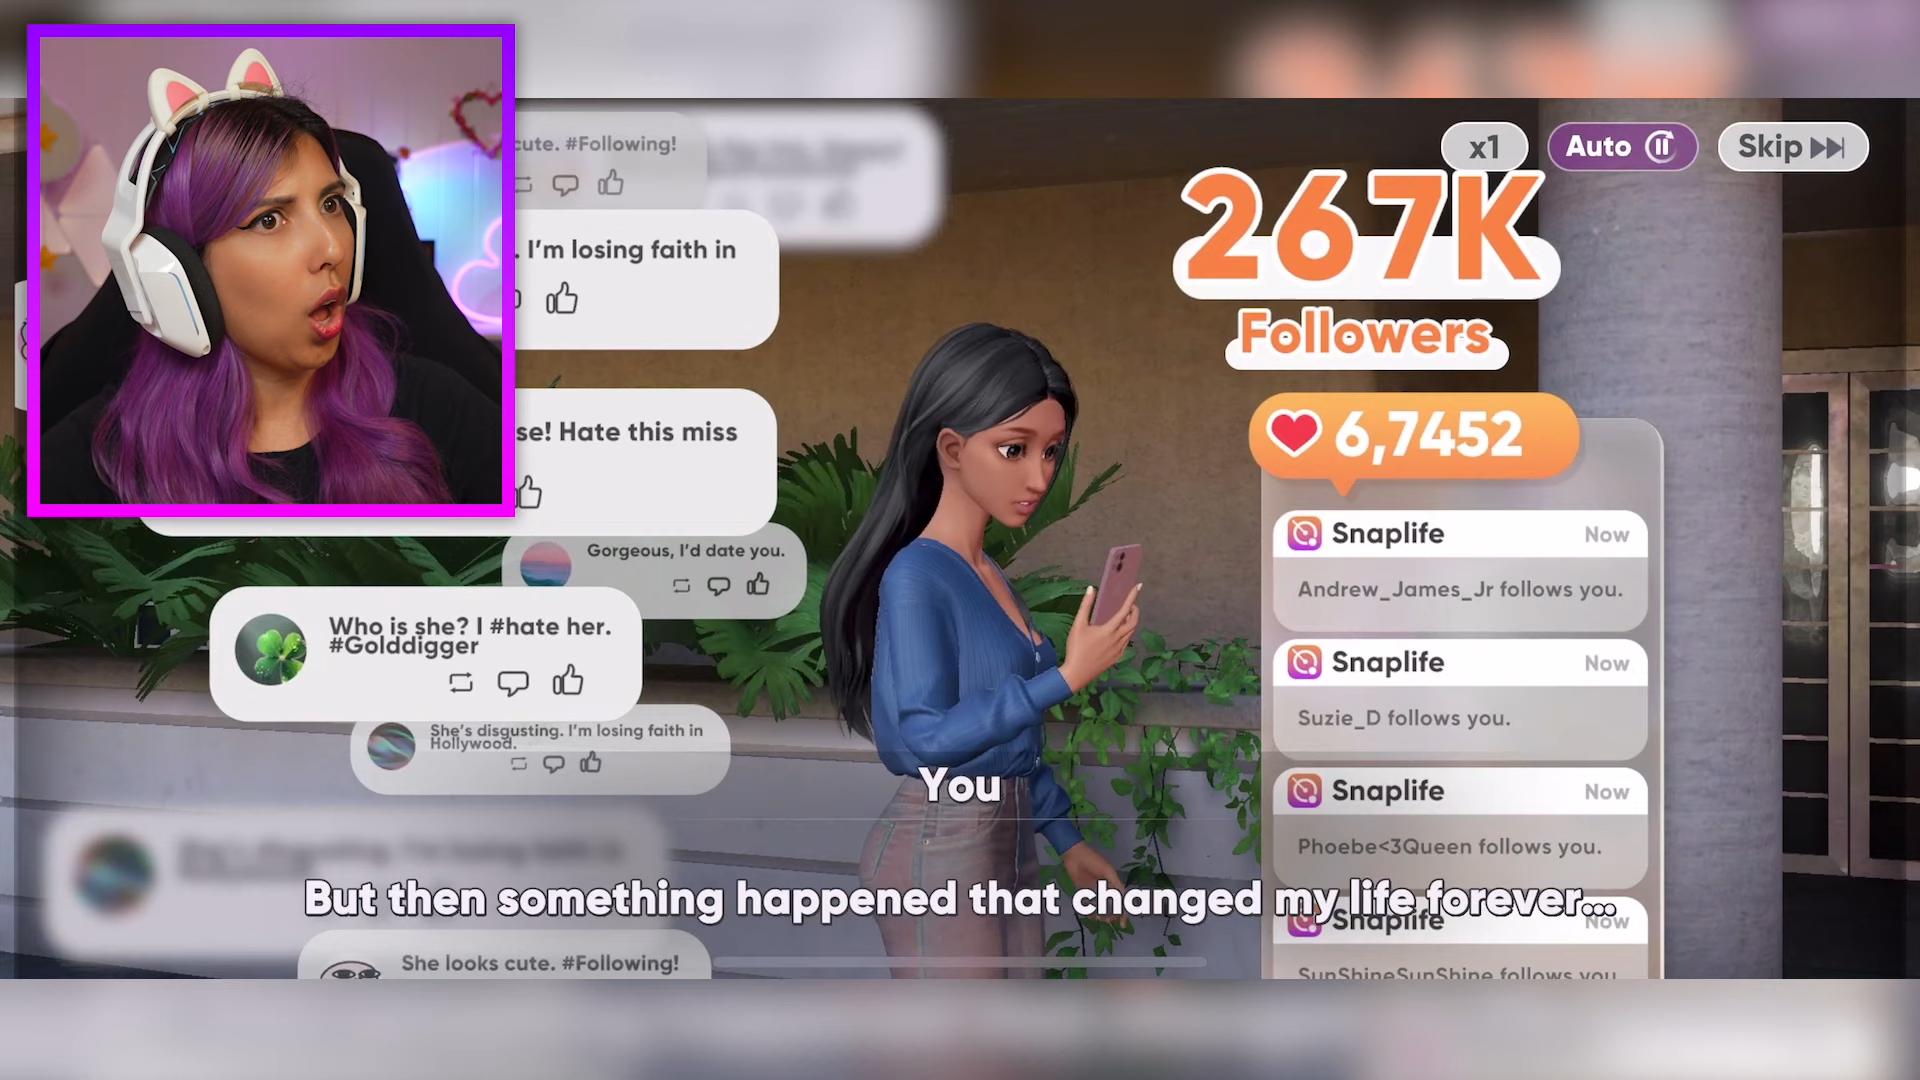 cute. #Following!
. I'm losing faith in
se! Hate this miss
Gorgeous, I'd date you.
Who is she? I #hate her.
#Golddigger
She's disgusting. I'm losing faith in
Hollywood.
She looks cute. #Following!
x1
Auto
Skip
267K
Followers
6,7452
Snaplife Now
Andrew_James_Jr follows you.
Snaplife Now
Suzie_D follows you.
Snaplife Now
Phoebe<3Queen follows you.
Snaplife Now
SunShineSunShine follows you
You
But then something happened that changed my life forever...